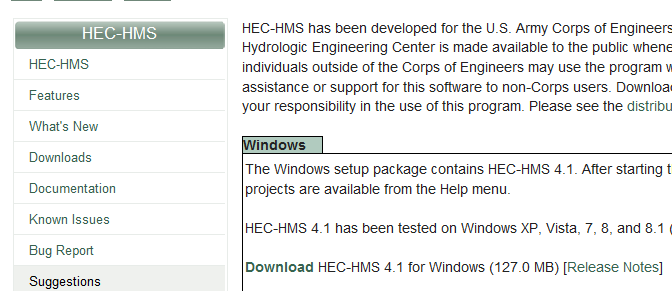 HEC-HMS
HEC-HMS
Features
What's New
Downloads
Documentation
Known Issues
Bug Report
Suggestions
HEC-HMS has been developed for the U.S. Army Corps of Engineers
Hydrologic Engineering Center is made available to the public whene
individuals outside of the Corps of Engineers may use the program w
assistance or support for this software to non-Corps users. Downloa
your responsibility in the use of this program. Please see the distribu
Windows
The Windows setup package contains HEC-HMS 4.1. After starting t
projects are available from the Help menu.
HEC-HMS 4.1 has been tested on Windows XP, Vista, 7, 8, and 8.1 (
Download HEC-HMS 4.1 for Windows (127.0 MB) [Release Notes]